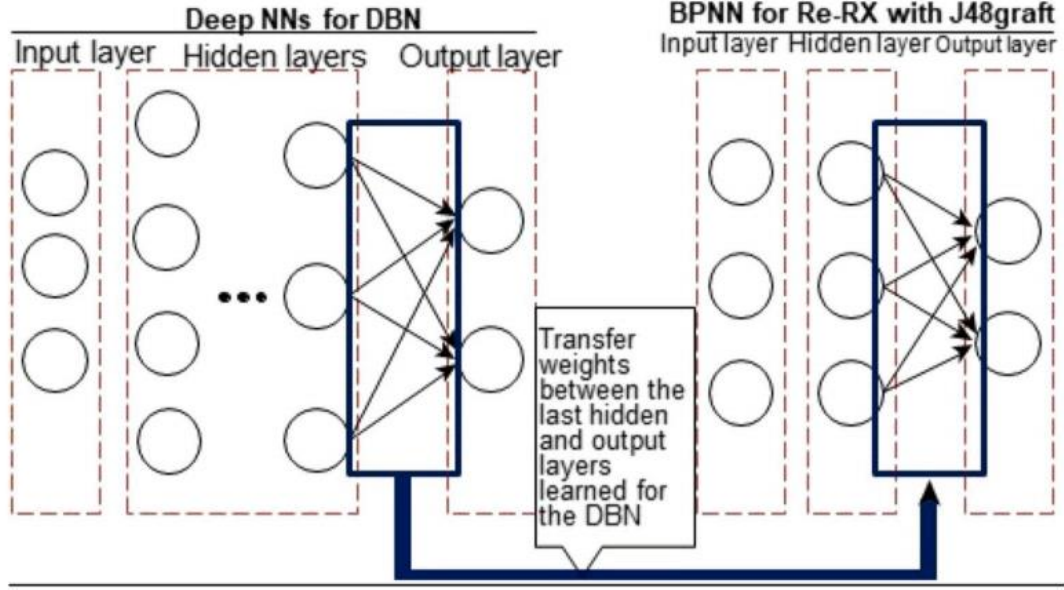 Deep NNs for DBN
Input layer Hidden layers Output layer
Transfer
weights
between the
last hidden
and output
layers
learned for
the DBN
BPNN for Re-RX with J48graft
Input layer Hidden layer Output layer